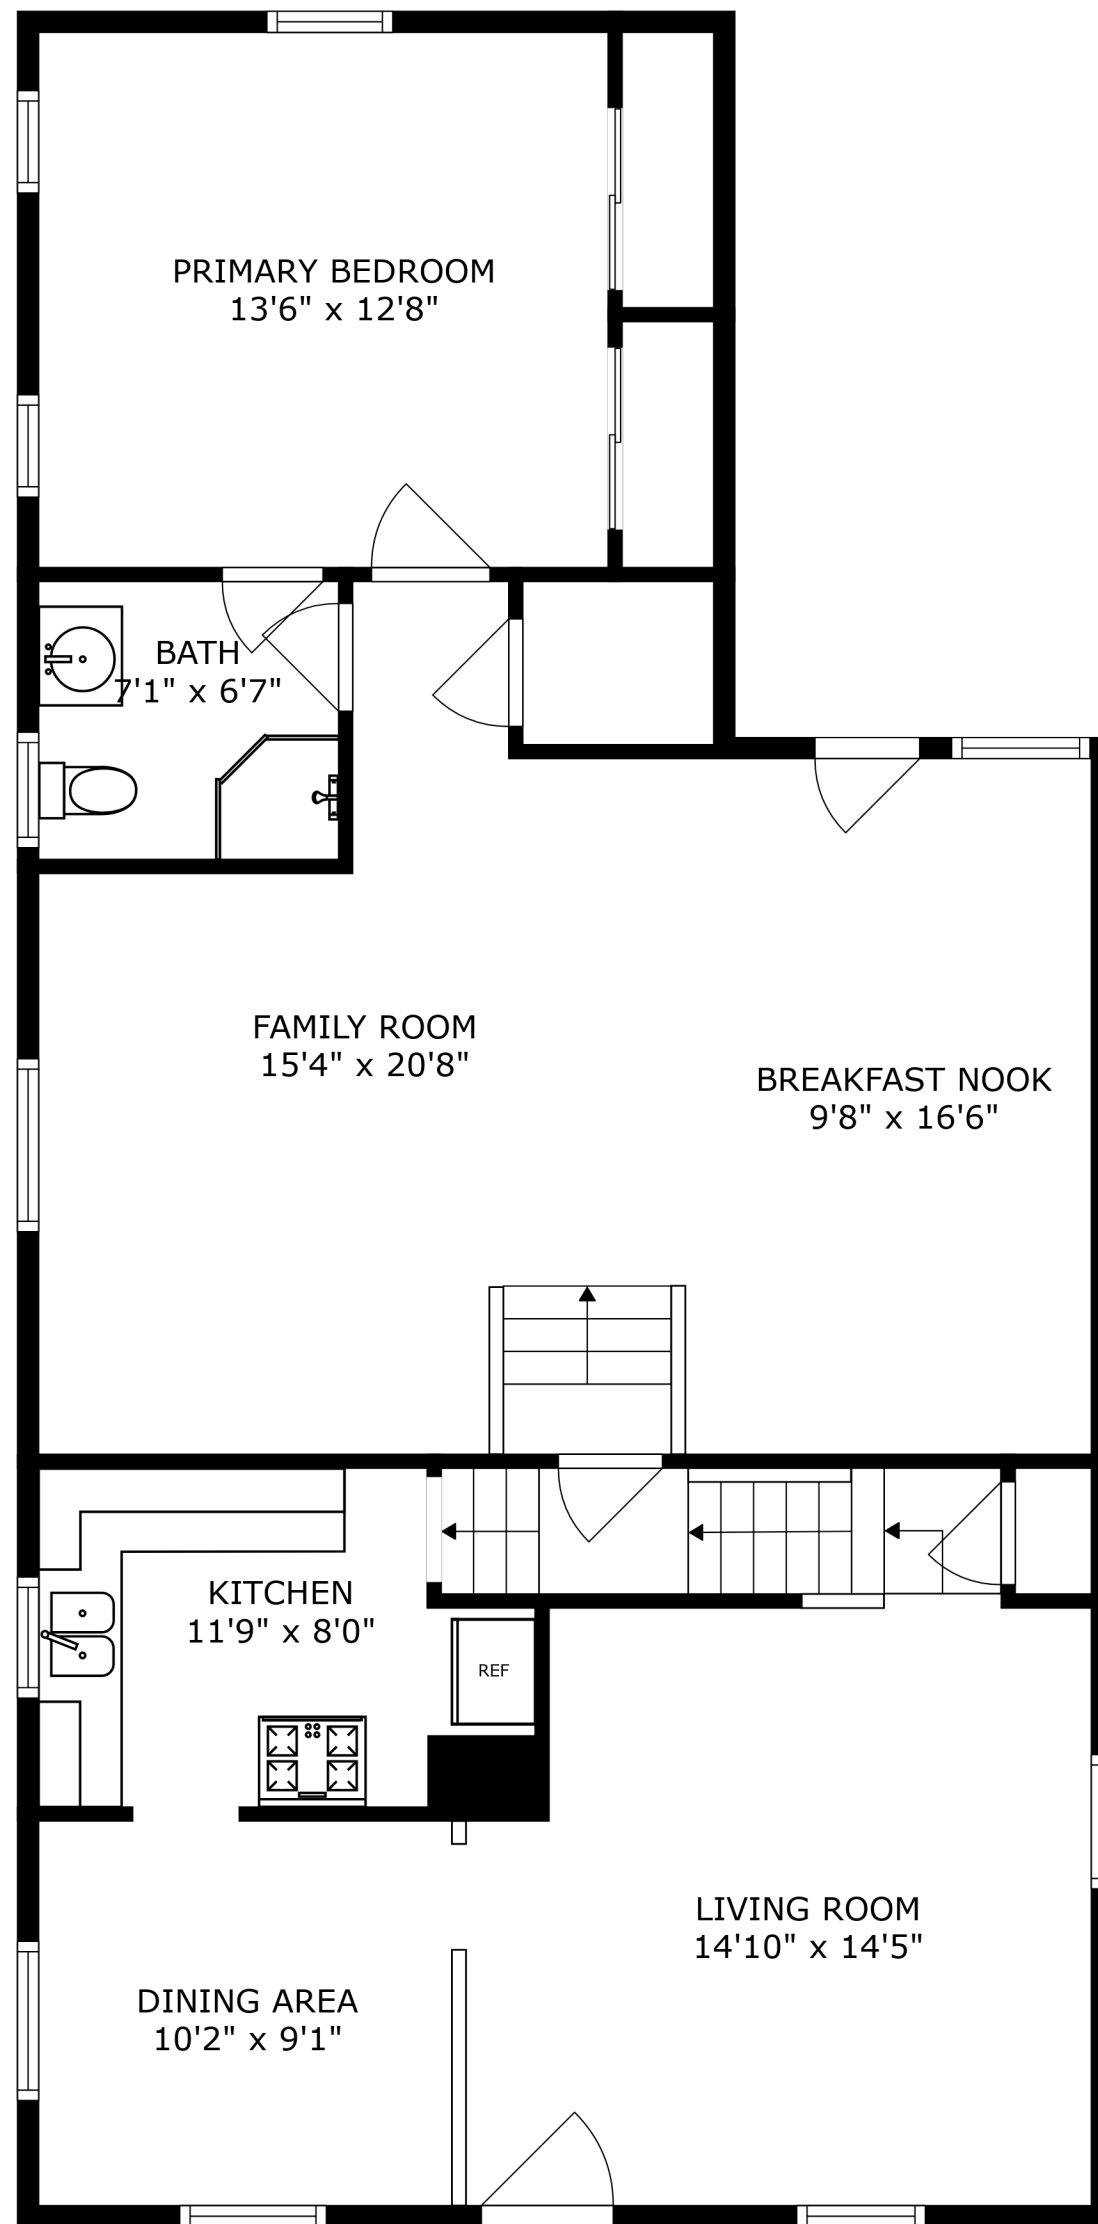 PRIMARY BEDROOM
13'6" x 12'8"
BATH
7'1" x 6'7"
FAMILY ROOM
15'4" x 20'8"
BREAKFAST NOOK
9'8" x 16'6"
KITCHEN
11'9" x 8'0"
REF
LIVING ROOM
14'10" x 14'5"
DINING AREA
10'2" x 9'1"